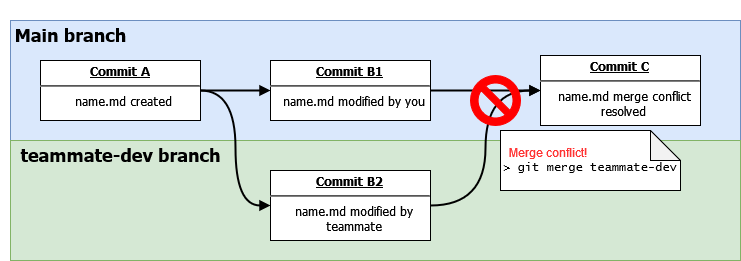 Main branch
Commit A
name.md created
Commit B1
name.md modified by you
Commit C
name.md merge conflict
resolved
teammate-dev branch
Commit B2
name.md modified by
teammate
Merge conflict!
> git merge teammate-dev